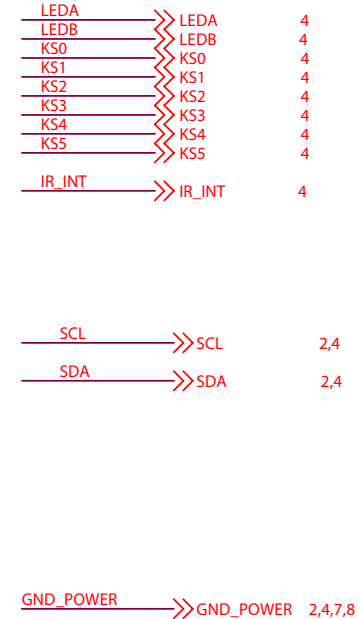 LEDA LEDA 4
LEDB LEDB 4
KS0 KS0 4
KS1 KS1 4
KS2 KS2 4
KS3 KS3 4
KS4 KS4 4
KS5 KS5 4
IR_INT IR_INT 4
SCL SCL 2,4
SDA SDA 2,4
GND_POWER GND_POWER 2,4,7,8